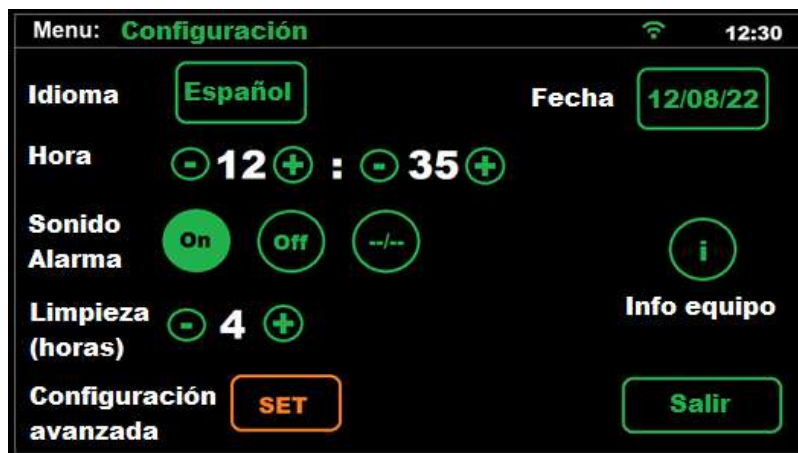 Menu: Configuración 12:30
Idioma Español Fecha 12/08/22
Hora - 12 + : - 35 +
Sonido
Alarma On Off --/--
i
Info equipo
Limpieza
(horas) - 4 +
Configuración
avanzada SET Salir